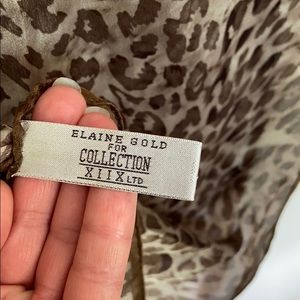 ELAINE GOLD
FOR
COLLECTION
XIIX LTD